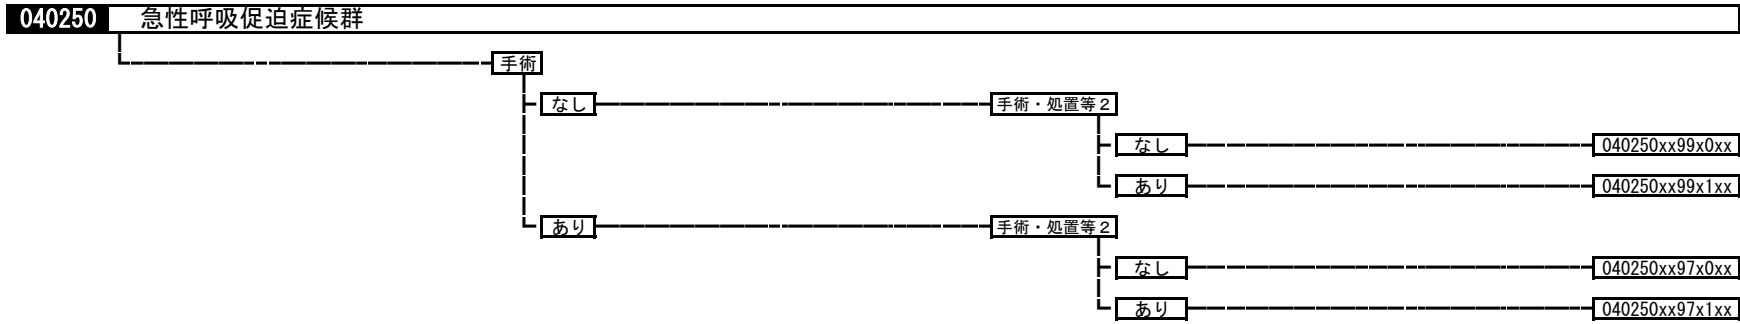 040250 急性呼吸促迫症候群
手術
なし 手術・処置等２
なし 040250xx99x0xx
あり 040250xx99x1xx
あり 手術・処置等２
なし 040250xx97x0xx
あり 040250xx97x1xx